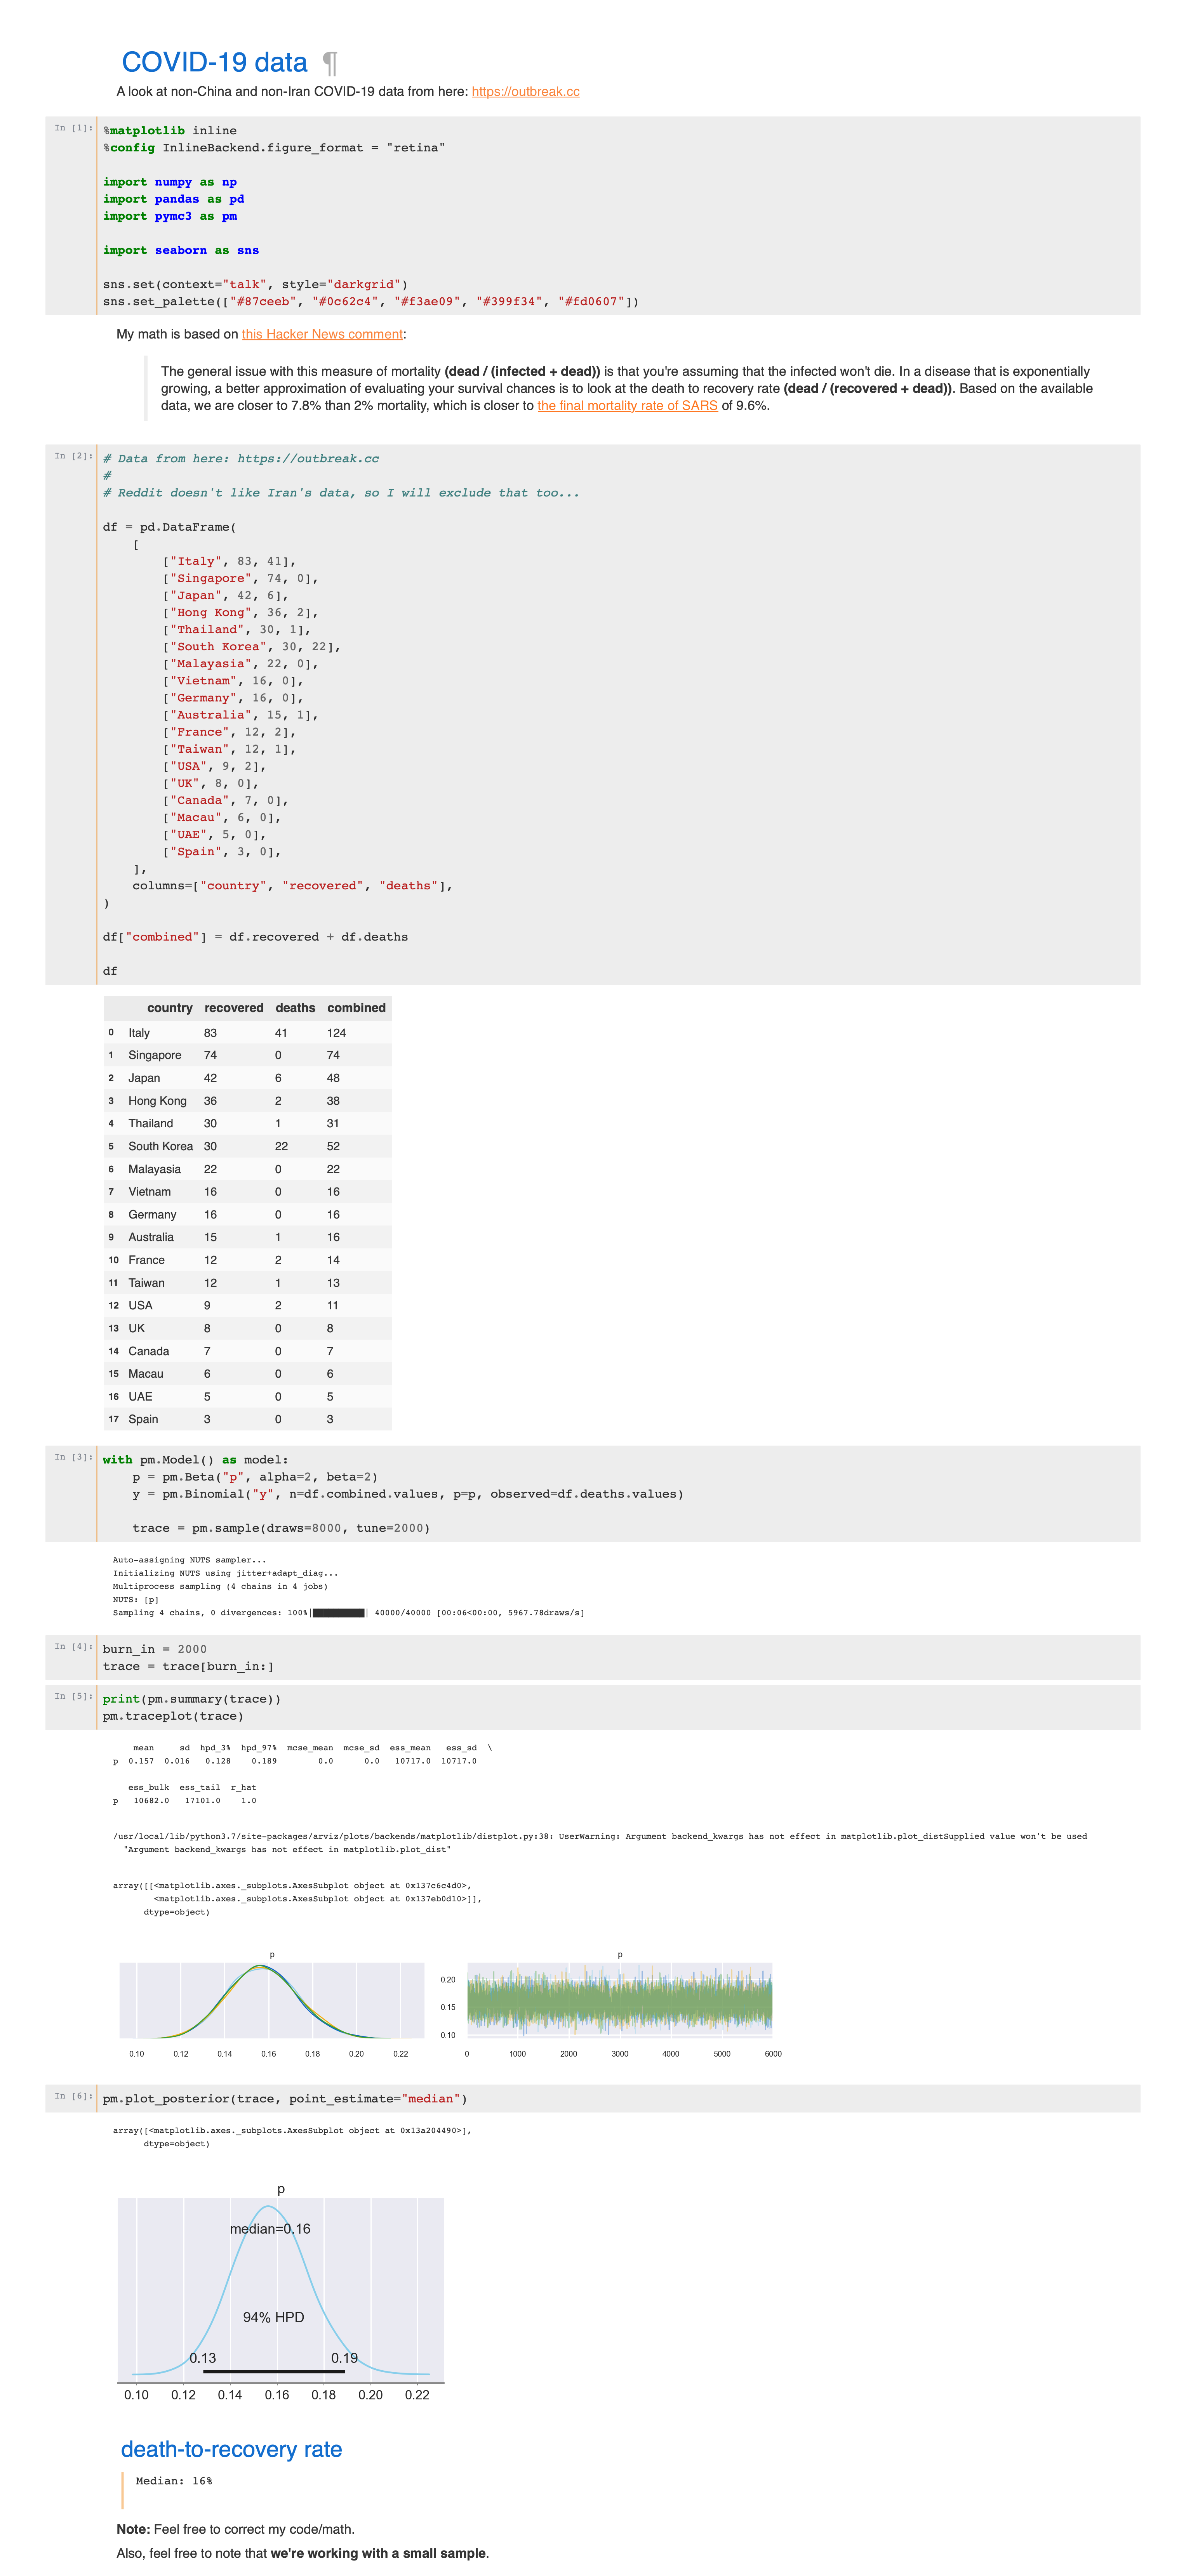 COVID-19 data ¶
A look at non-China and non-Iran COVID-19 data from here: https://outbreak.cc
In [1]:
%matplotlib inline
%config InlineBackend.figure_format = "retina"
import numpy as np
import pandas as pd
import pymc3 as pm
import seaborn as sns
sns.set(context="talk", style="darkgrid")
sns.set_palette(["#87ceeb", "#0c62c4", "#f3ae09", "#399f34", "#fd0607"])
My math is based on this Hacker News comment:
The general issue with this measure of mortality (dead / (infected + dead)) is that you're assuming that the infected won't die. In a disease that is exponentially
growing, a better approximation of evaluating your survival chances is to look at the death to recovery rate (dead / (recovered + dead)). Based on the available
data, we are closer to 7.8% than 2% mortality, which is closer to the final mortality rate of SARS of 9.6%.
In [2]:
# Data from here: https://outbreak.cc
#
# Reddit doesn't like Iran's data, so I will exclude that too...
df = pd.DataFrame(
[
["Italy", 83, 41],
["Singapore", 74, 0],
["Japan", 42, 6],
["Hong Kong", 36, 2],
["Thailand", 30, 1],
["South Korea", 30, 22],
["Malayasia", 22, 0],
["Vietnam", 16, 0],
["Germany", 16, 0],
["Australia", 15, 1],
["France", 12, 2],
["Taiwan", 12, 1],
["USA", 9, 2],
["UK", 8, 0],
["Canada", 7, 0],
["Macau", 6, 0],
["UAE", 5, 0],
["Spain", 3, 0],
],
columns=["country", "recovered", "deaths"],
)
df["combined"] = df.recovered + df.deaths
df
country recovered deaths combined
0 Italy 83 41 124
1 Singapore 74 0 74
2 Japan 42 6 48
3 Hong Kong 36 2 38
4 Thailand 30 1 31
5 South Korea 30 22 52
6 Malayasia 22 0 22
7 Vietnam 16 0 16
8 Germany 16 0 16
9 Australia 15 1 16
10 France 12 2 14
11 Taiwan 12 1 13
12 USA 9 2 11
13 UK 8 0 8
14 Canada 7 0 7
15 Macau 6 0 6
16 UAE 5 0 5
17 Spain 3 0 3
In [3]:
with pm.Model() as model:
p = pm.Beta("p", alpha=2, beta=2)
y = pm.Binomial("y", n=df.combined.values, p=p, observed=df.deaths.values)
trace = pm.sample(draws=8000, tune=2000)
Auto-assigning NUTS sampler...
Initializing NUTS using jitter+adapt_diag...
Multiprocess sampling (4 chains in 4 jobs)
NUTS: [p]
Sampling 4 chains, 0 divergences: 100%|██████████| 40000/40000 [00:06<00:00, 5967.78draws/s]
In [4]:
burn_in = 2000
trace = trace[burn_in:]
In [5]:
print(pm.summary(trace))
pm.traceplot(trace)
mean sd hpd_3% hpd_97% mcse_mean mcse_sd ess_mean ess_sd \
p 0.157 0.016 0.128 0.189 0.0 0.0 10717.0 10717.0
ess_bulk ess_tail r_hat
p 10682.0 17101.0 1.0
/usr/local/lib/python3.7/site-packages/arviz/plots/backends/matplotlib/distplot.py:38: UserWarning: Argument backend_kwargs has not effect in matplotlib.plot_distSupplied value won't be used
"Argument backend_kwargs has not effect in matplotlib.plot_dist"
array([[<matplotlib.axes._subplots.AxesSubplot object at 0x137c6c4d0>,
<matplotlib.axes._subplots.AxesSubplot object at 0x137eb0d10>]],
dtype=object)
p p
0.20
0.15
0.10
0.10 0.12 0.14 0.16 0.18 0.20 0.22 0 1000 2000 3000 4000 5000 6000
In [6]:
pm.plot_posterior(trace, point_estimate="median")
array([<matplotlib.axes._subplots.AxesSubplot object at 0x13a204490>],
dtype=object)
p
median=0.16
94% HPD
0.13 0.19
0.10 0.12 0.14 0.16 0.18 0.20 0.22
death-to-recovery rate
Median: 16%
Note: Feel free to correct my code/math.
Also, feel free to note that we're working with a small sample.